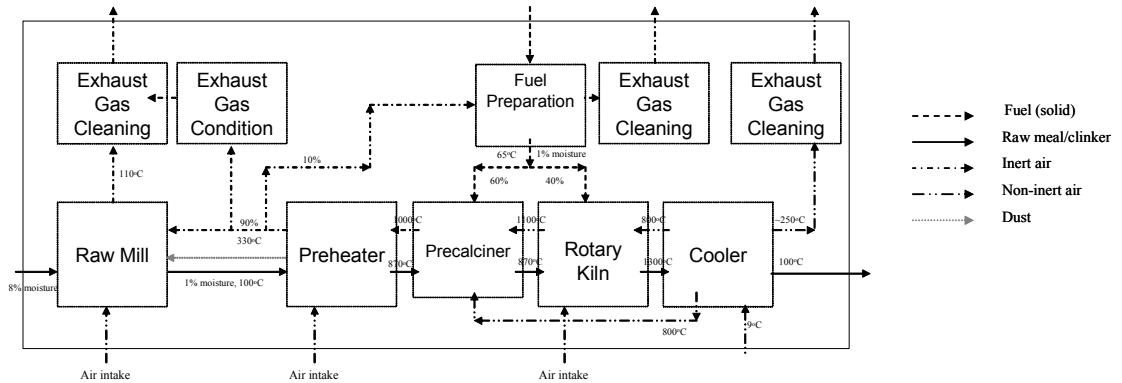 Exhaust
Gas
Cleaning
Exhaust
Gas
Condition
Fuel
Preparation
Exhaust
Gas
Cleaning
Exhaust
Gas
Cleaning
Fuel (solid)
Raw meal/clinker
Inert air
Non-inert air
Dust
110°C
10%
65°C
1% moisture
60%
40%
90%
330°C
1000°C
1100°C
800°C
~250°C
Raw Mill
Preheater
Precalciner
Rotary
Kiln
Cooler
870°C
870°C
1300°C
100°C
8% moisture
1% moisture, 100°C
800°C
9°C
Air intake
Air intake
Air intake